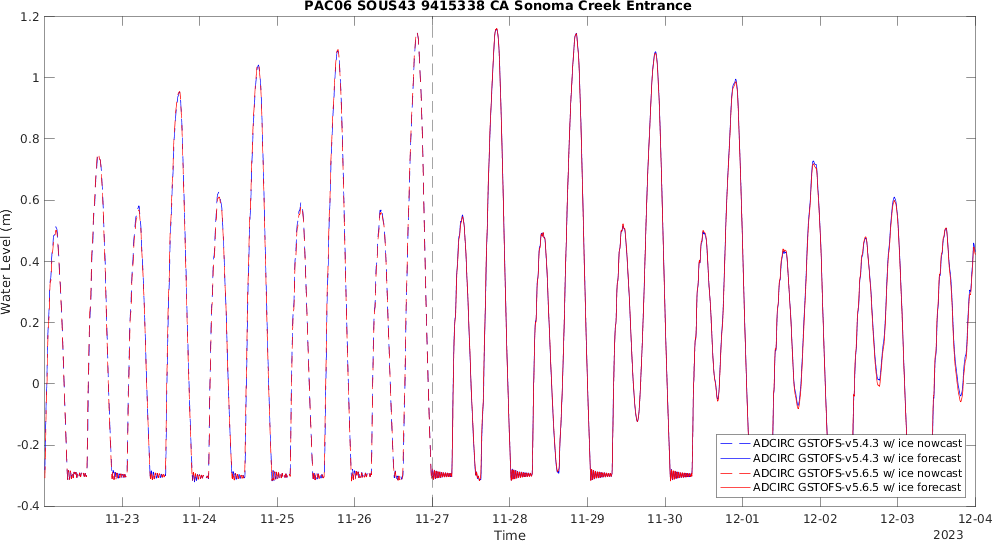 PAC06 SOUS43 9415338 CA Sonoma Creek Entrance
1.2
1
0.8
0.6
0.4
0.2
0
-0.2
-0.4
Water Level (m)
ADCIRC GSTOFS-v5.4.3 w/ ice nowcast
ADCIRC GSTOFS-v5.4.3 w/ ice forecast
ADCIRC GSTOFS-v5.6.5 w/ ice nowcast
ADCIRC GSTOFS-v5.6.5 w/ ice forecast
11-23 11-24 11-25 11-26 11-27 11-28 11-29 11-30 12-01 12-02 12-03 12-04
Time
2023